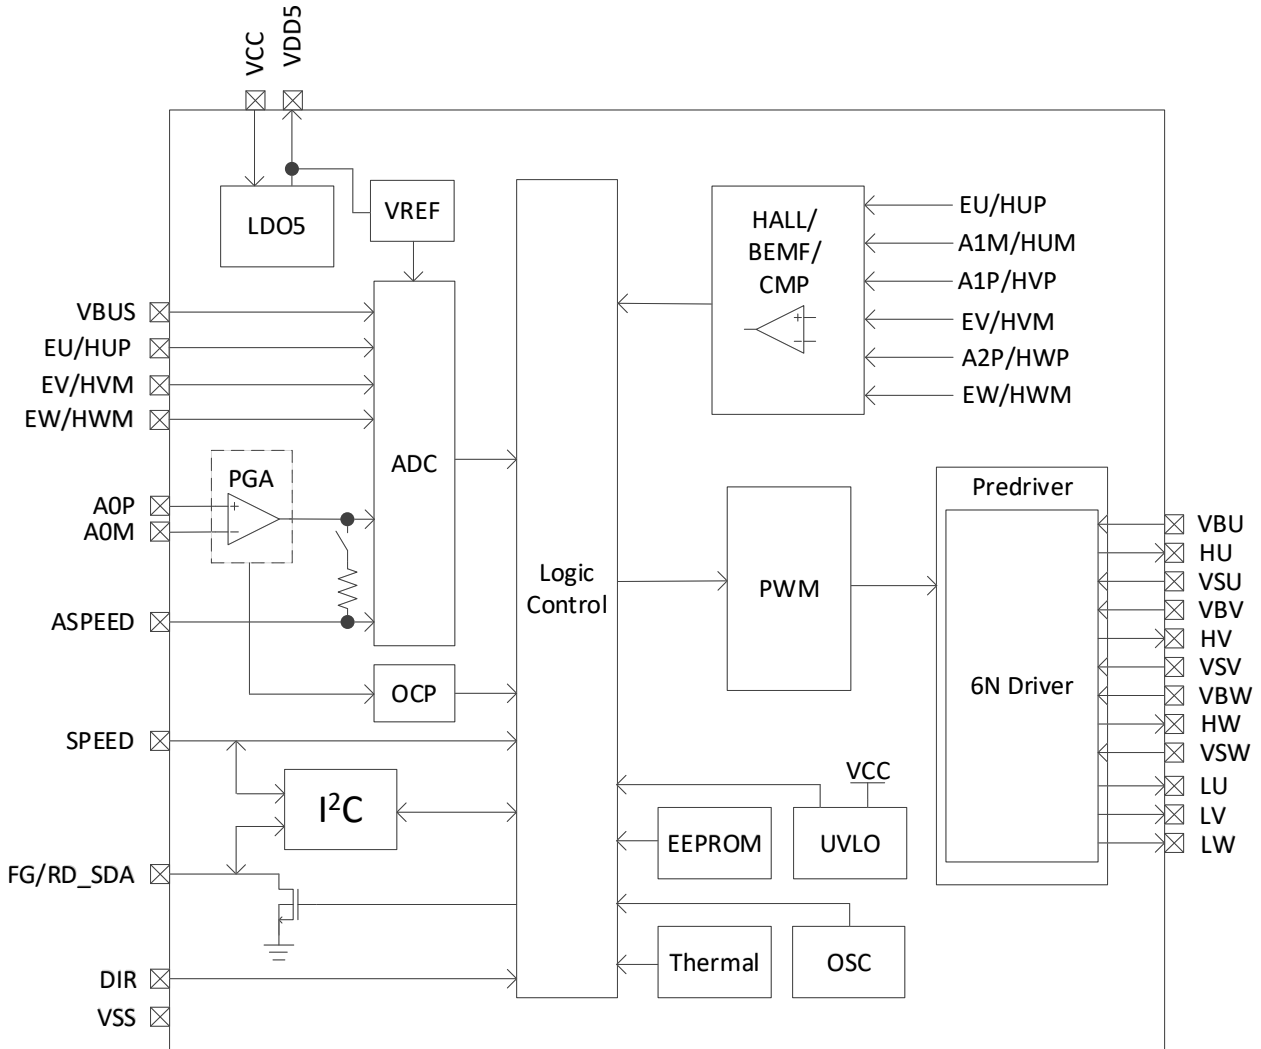 VCC
VDD5
LDO5
VREF
VBUS
EU/HUP
EV/HVM
EW/HWM
ADC
PGA
+
−
A0P
A0M
ASPEED
OCP
SPEED
I²C
FG/RD_SDA
DIR
VSS
Logic
Control
HALL/
BEMF/
CMP
+
−
EU/HUP
A1M/HUM
A1P/HVP
EV/HVM
A2P/HWP
EW/HWM
PWM
Predriver
6N Driver
VBU
HU
VSU
VBV
HV
VSV
VBW
HW
VSW
LU
LV
LW
VCC
EEPROM
UVLO
Thermal
OSC